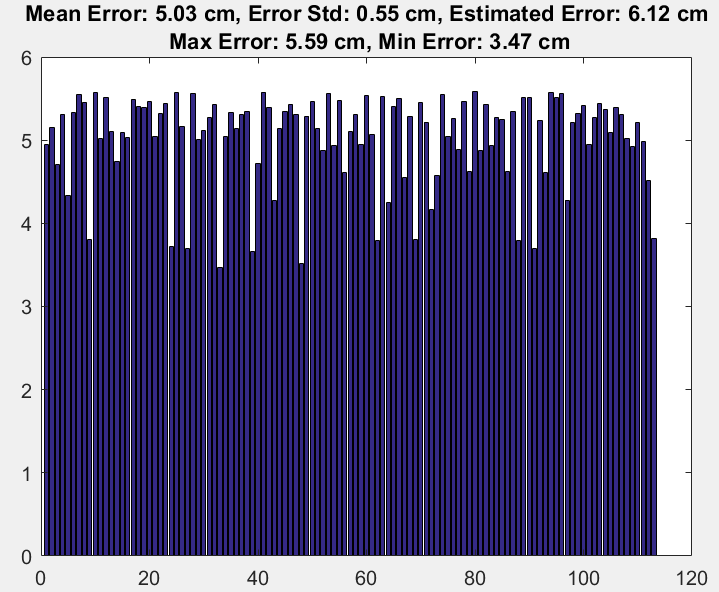 Mean Error: 5.03 cm, Error Std: 0.55 cm, Estimated Error: 6.12 cm
Max Error: 5.59 cm, Min Error: 3.47 cm
6
5
4
3
2
1
0
0 20 40 60 80 100 120